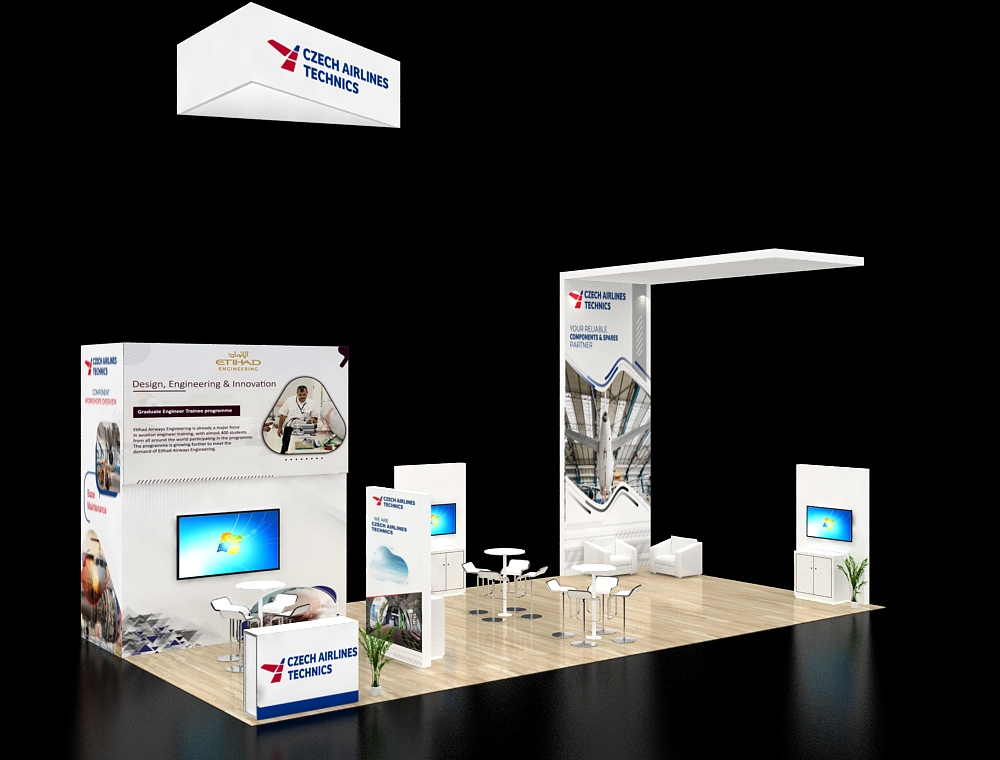 CZECH AIRLINES
TECHNICS
CZECH AIRLINES
TECHNICS
YOUR RELIABLE
COMPONENTS & SPARES
PARTNER
CZECH AIRLINES
TECHNICS
COMPONENT
WORKSHOPS OVERVIEW
Base
Maintenance
الإتحاد
ETIHAD
ENGINEERING
Design, Engineering & Innovation
Graduate Engineer Trainee programme
Etihad Airways Engineering is already a major force
in aviation engineer training, with almost 400 students
from all around the world participating in the programme.
The programme is growing further to meet the
demand of Etihad Airways Engineering.
CZECH AIRLINES
TECHNICS
WE ARE
CZECH AIRLINES
TECHNICS
CZECH AIRLINES
TECHNICS